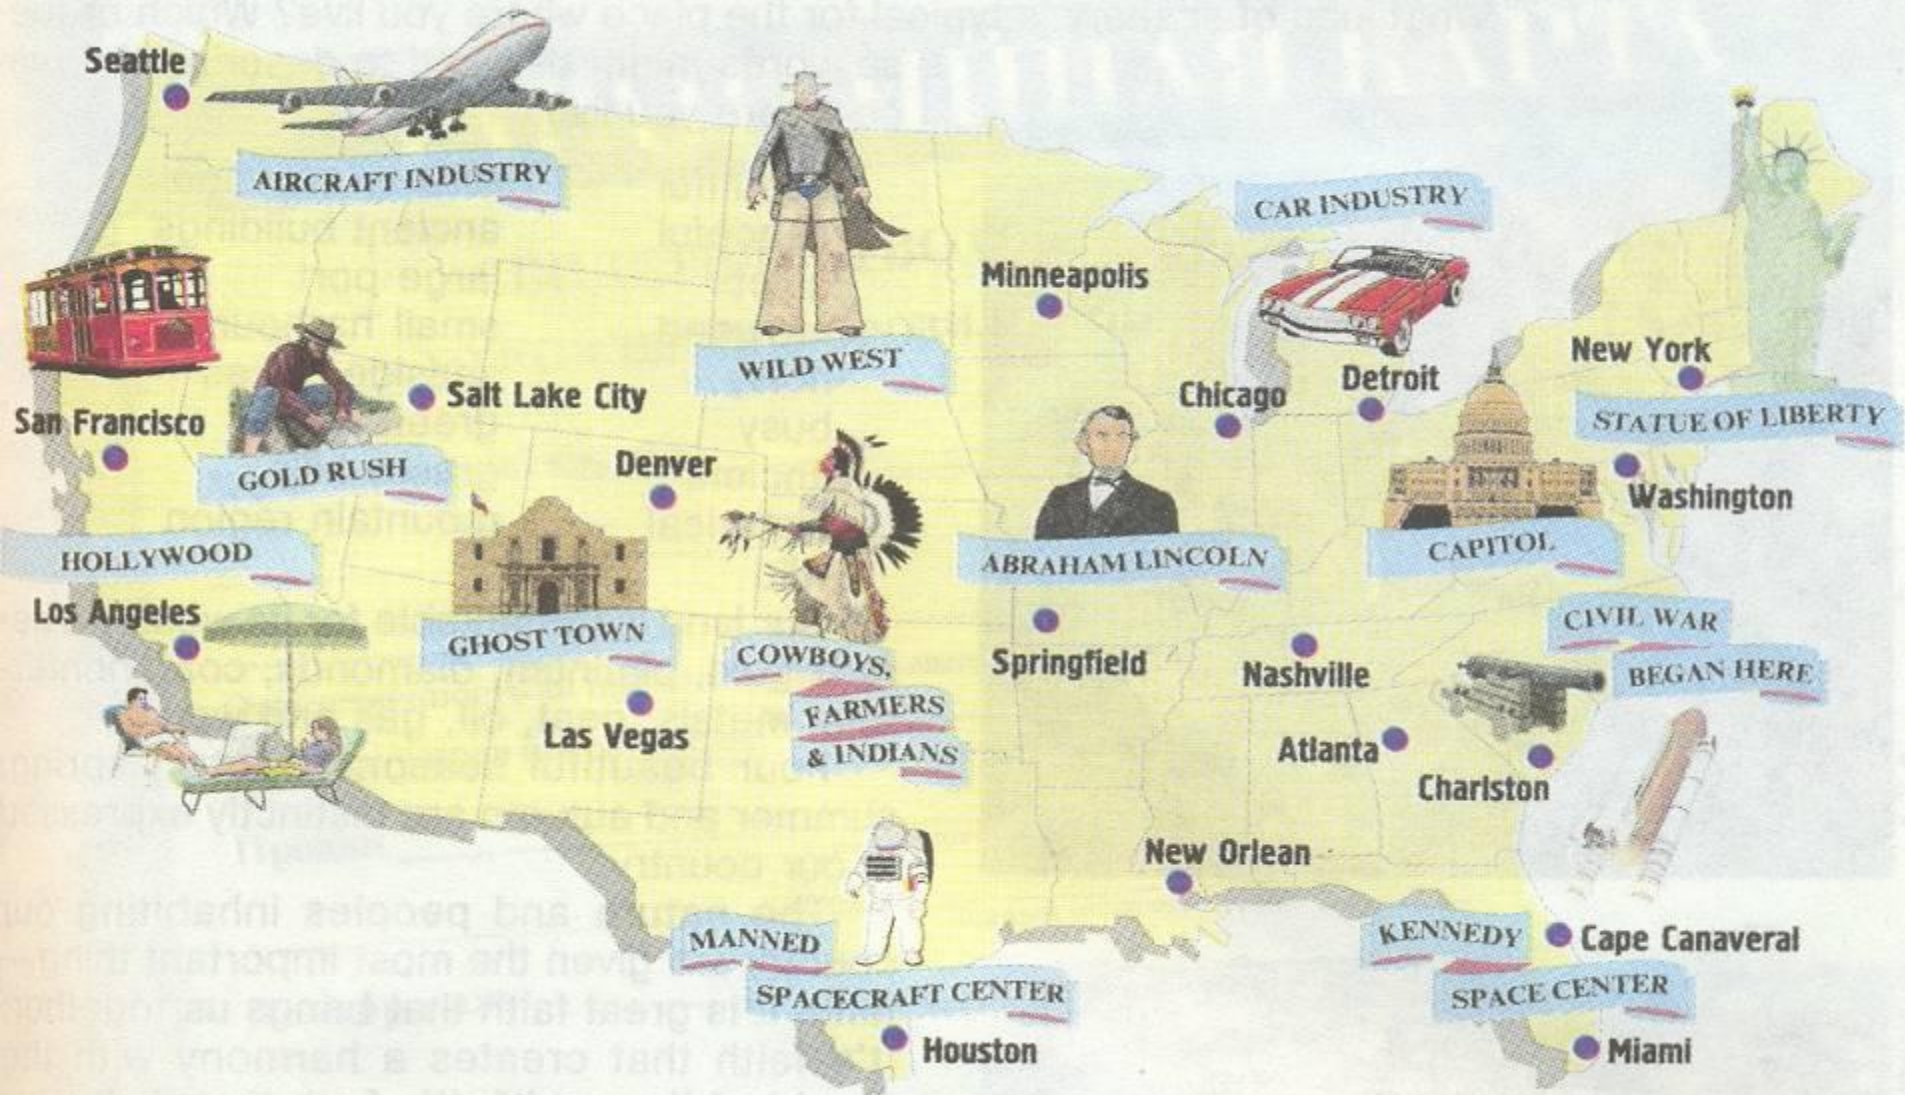 Seattle
AIRCRAFT INDUSTRY
CAR INDUSTRY
Minneapolis
WILD WEST
New York
Chicago
Detroit
Salt Lake City
San Francisco
STATUE OF LIBERTY
GOLD RUSH
Denver
Washington
HOLLYWOOD
ABRAHAM LINCOLN
CAPITOL
Los Angeles
GHOST TOWN
COWBOYS,
FARMERS
& INDIANS
Springfield
Nashville
CIVIL WAR
BEGAN HERE
Las Vegas
Atlanta
Charlston
New Orlean
MANNED
SPACECRAFT CENTER
KENNEDY
SPACE CENTER
Cape Canaveral
Houston
Miami